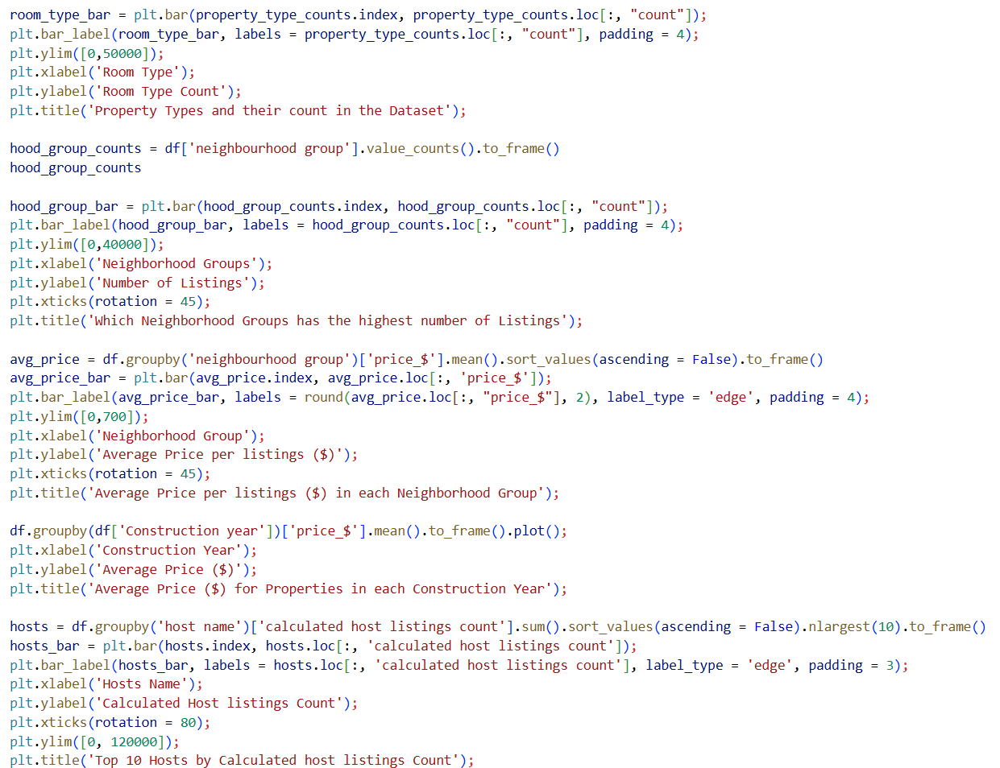 room_type_bar = plt.bar(property_type_counts.index, property_type_counts.loc[:, "count"]);
plt.bar_label(room_type_bar, labels = property_type_counts.loc[:, "count"], padding = 4);
plt.ylim([0,50000]);
plt.xlabel('Room Type');
plt.ylabel('Room Type Count');
plt.title('Property Types and their count in the Dataset');

hood_group_counts = df['neighbourhood group'].value_counts().to_frame()
hood_group_counts

hood_group_bar = plt.bar(hood_group_counts.index, hood_group_counts.loc[:, "count"]);
plt.bar_label(hood_group_bar, labels = hood_group_counts.loc[:, "count"], padding = 4);
plt.ylim([0,40000]);
plt.xlabel('Neighborhood Groups');
plt.ylabel('Number of Listings');
plt.xticks(rotation = 45);
plt.title('Which Neighborhood Groups has the highest number of Listings');

avg_price = df.groupby('neighbourhood group')['price_$'].mean().sort_values(ascending = False).to_frame()
avg_price_bar = plt.bar(avg_price.index, avg_price.loc[:, 'price_$']);
plt.bar_label(avg_price_bar, labels = round(avg_price.loc[:, "price_$"], 2), label_type = 'edge', padding = 4);
plt.ylim([0,700]);
plt.xlabel('Neighborhood Group');
plt.ylabel('Average Price per listings ($)');
plt.xticks(rotation = 45);
plt.title('Average Price per listings ($) in each Neighborhood Group');

df.groupby(df['Construction year'])['price_$'].mean().to_frame().plot();
plt.xlabel('Construction Year');
plt.ylabel('Average Price ($)');
plt.title('Average Price ($) for Properties in each Construction Year');

hosts = df.groupby('host name')['calculated host listings count'].sum().sort_values(ascending = False).nlargest(10).to_frame()
hosts_bar = plt.bar(hosts.index, hosts.loc[:, 'calculated host listings count']);
plt.bar_label(hosts_bar, labels = hosts.loc[:, 'calculated host listings count'], label_type = 'edge', padding = 3);
plt.xlabel('Hosts Name');
plt.ylabel('Calculated Host listings Count');
plt.xticks(rotation = 80);
plt.ylim([0, 120000]);
plt.title('Top 10 Hosts by Calculated host listings Count');